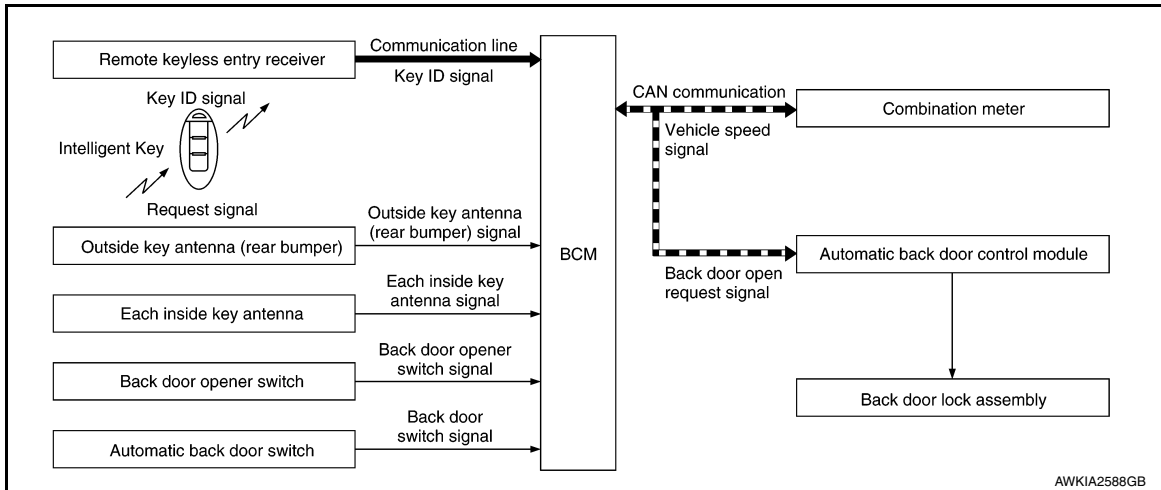 Remote keyless entry receiver
Communication line
Key ID signal
Key ID signal
Intelligent Key
Request signal
Outside key antenna (rear bumper)
Outside key antenna
(rear bumper) signal
Each inside key antenna
Each inside key
antenna signal
Back door opener switch
Back door opener
switch signal
Automatic back door switch
Back door
switch signal
BCM
CAN communication
Vehicle speed
signal
Combination meter
Back door open
request signal
Automatic back door control module
Back door lock assembly
AWKIA2588GB